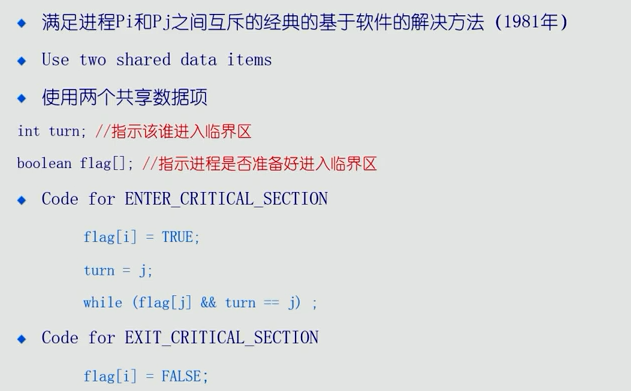 满足进程Pi和Pj之间互斥的经典的基于软件的解决方法（1981年）
Use two shared data items
使用两个共享数据项
int turn; //指示该谁进入临界区
boolean flag[]; //指示进程是否准备好进入临界区
Code for ENTER_CRITICAL_SECTION
flag[i] = TRUE;
turn = j;
while (flag[j] && turn == j) ;
Code for EXIT_CRITICAL_SECTION
flag[i] = FALSE;